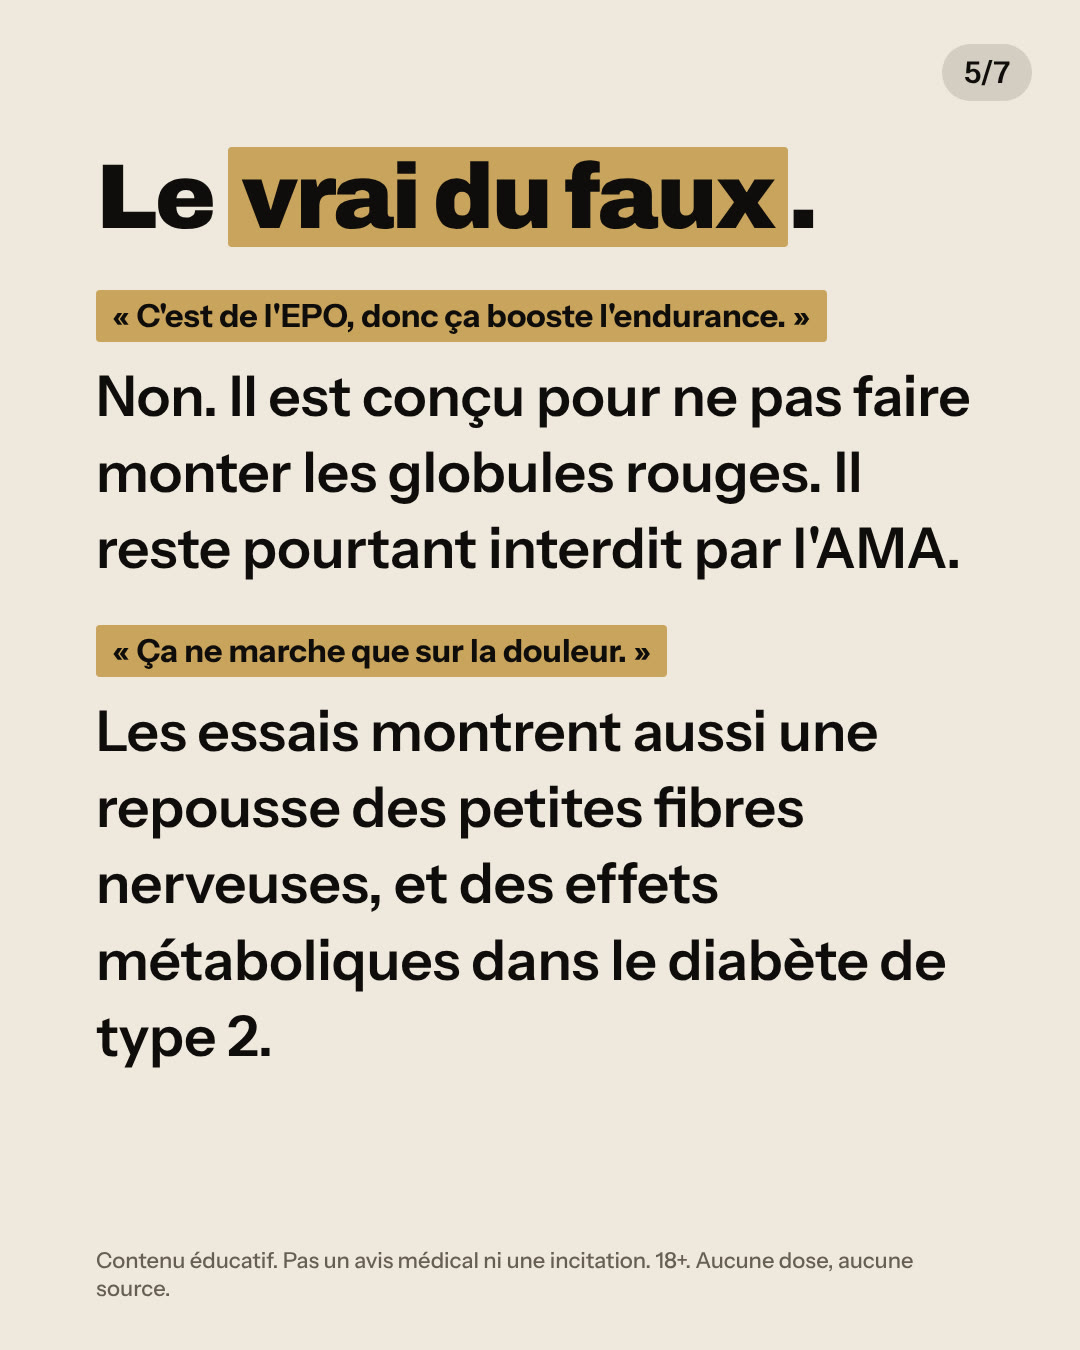 5/7
Le vrai du faux.
« C'est de l'EPO, donc ça booste l'endurance. »
Non. Il est conçu pour ne pas faire
monter les globules rouges. Il
reste pourtant interdit par l'AMA.
« Ça ne marche que sur la douleur. »
Les essais montrent aussi une
repousse des petites fibres
nerveuses, et des effets
métaboliques dans le diabète de
type 2.
Contenu éducatif. Pas un avis médical ni une incitation. 18+. Aucune dose, aucune
source.